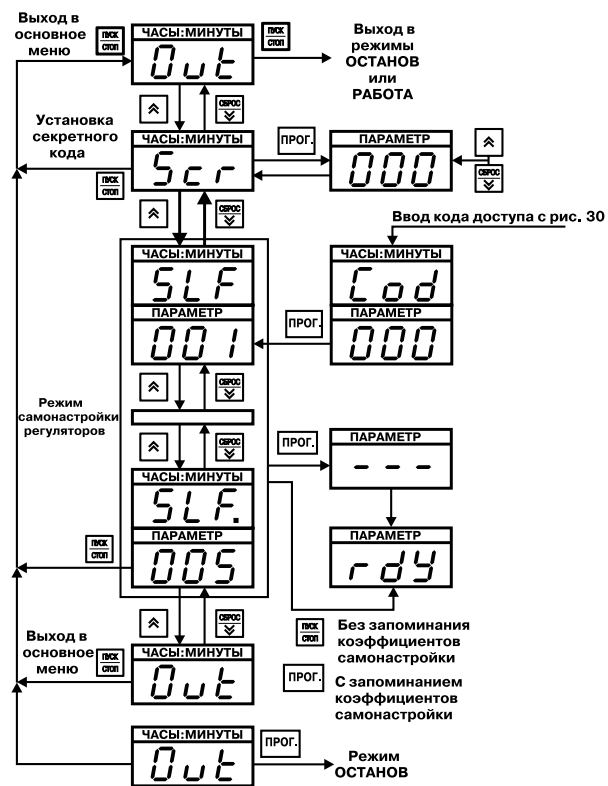 Выход в
основное
меню
ПУСК
СТОП
ЧАСЫ:МИНУТЫ
Out
ПУСК
СТОП
Выход в
режимы
ОСТАНОВ
или
РАБОТА
СБРОС
Установка
секретного
кода
ПУСК
СТОП
ЧАСЫ:МИНУТЫ
Scr
ПРОГ.
ПАРАМЕТР
000
СБРОС
СБРОС
Ввод кода доступа с рис. 30
ЧАСЫ:МИНУТЫ
SLF
ПАРАМЕТР
001
ПРОГ.
ЧАСЫ:МИНУТЫ
Cod
ПАРАМЕТР
000
СБРОС
Режим
самонастройки
регуляторов
СБРОС
ПРОГ.
ПАРАМЕТР
---
ЧАСЫ:МИНУТЫ
SLF.
ПАРАМЕТР
005
ПУСК
СТОП
ПАРАМЕТР
rdY
СБРОС
ПУСК
СТОП
Без запоминания
коэффициентов
самонастройки
Выход в
основное
меню
ПУСК
СТОП
ЧАСЫ:МИНУТЫ
Out
ПРОГ.
С запоминанием
коэффициентов
самонастройки
ЧАСЫ:МИНУТЫ
Out
ПРОГ.
Режим
ОСТАНОВ